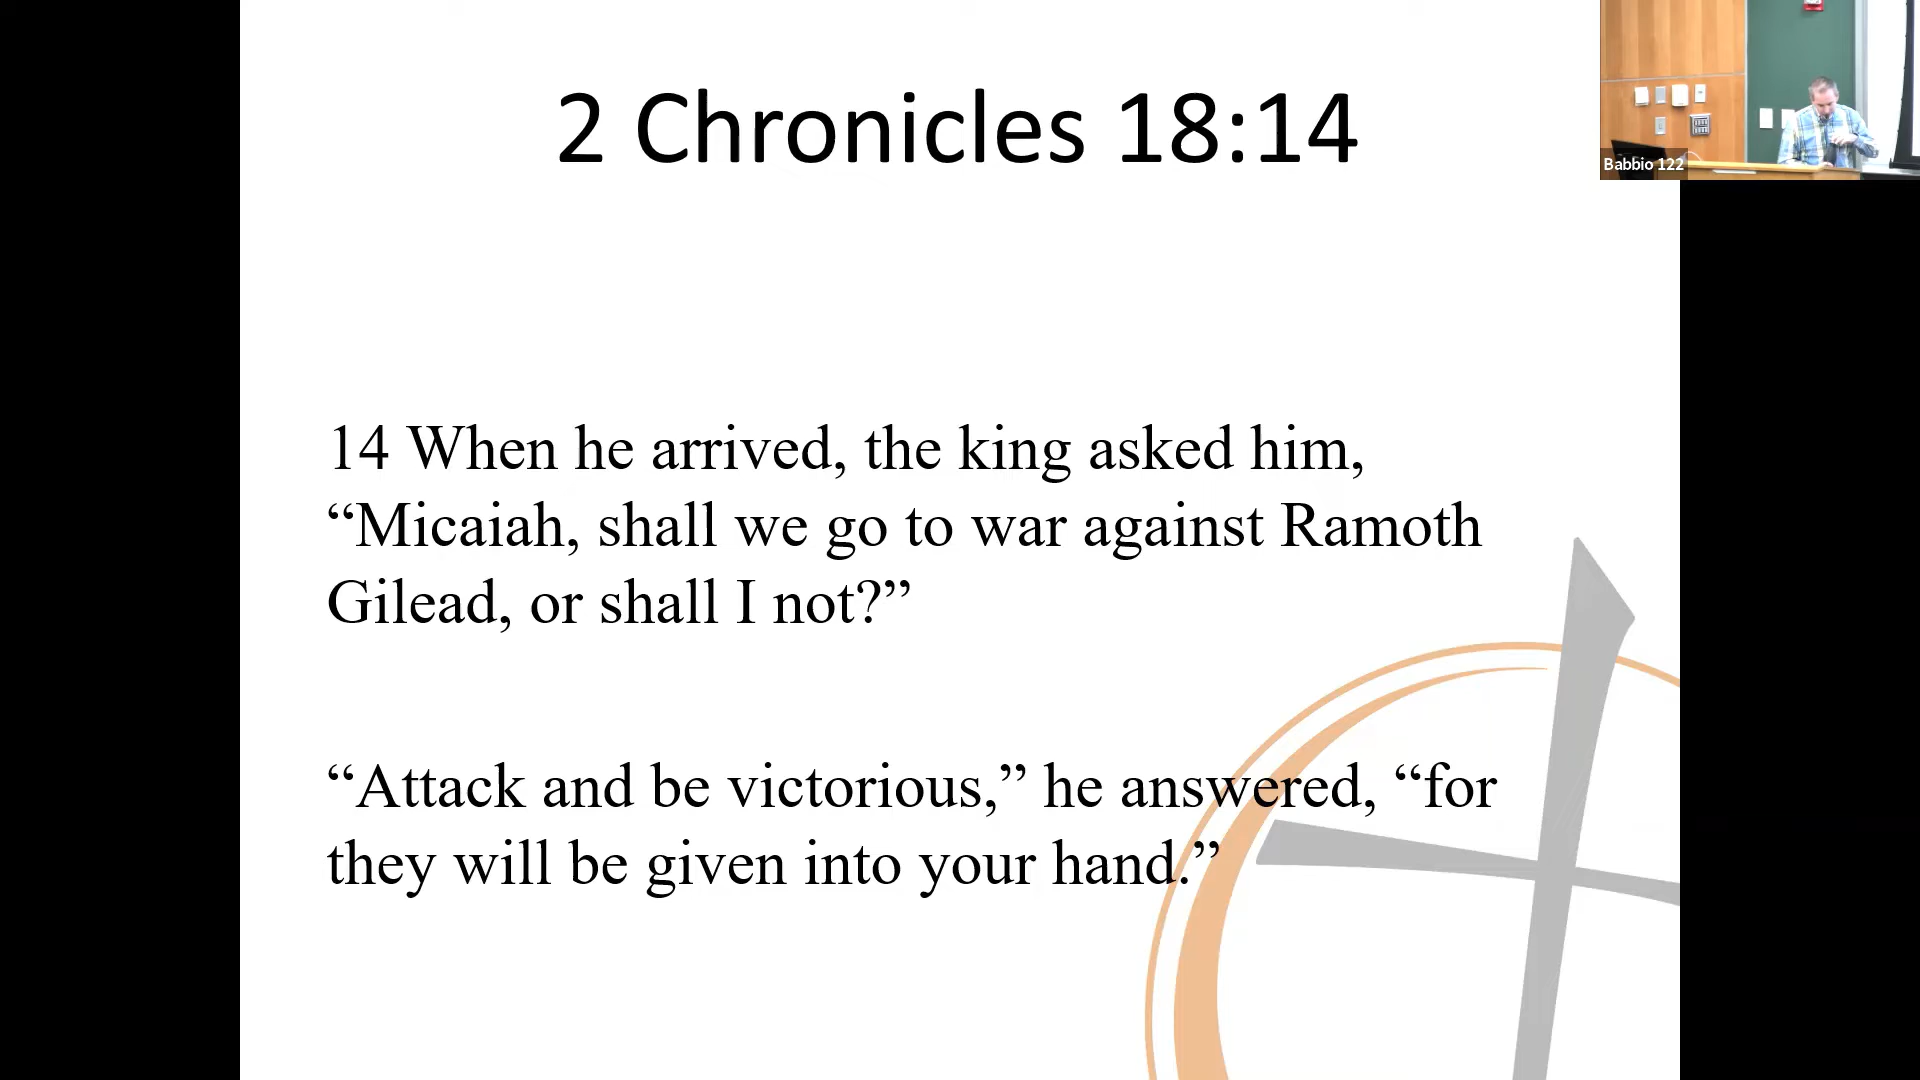 2 Chronicles 18:14
Babbio 122
14 When he arrived, the king asked him,
“Micaiah, shall we go to war against Ramoth
Gilead, or shall I not?”
“Attack and be victorious,” he answered, “for
they will be given into your hand.”